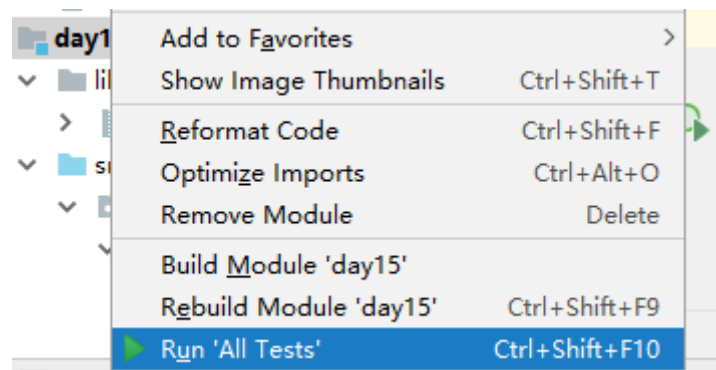 day1
Add to Favorites
Show Image Thumbnails Ctrl+Shift+T
Reformat Code Ctrl+Shift+F
Optimize Imports Ctrl+Alt+O
Remove Module Delete
Build Module 'day15'
Rebuild Module 'day15' Ctrl+Shift+F9
Run 'All Tests' Ctrl+Shift+F10